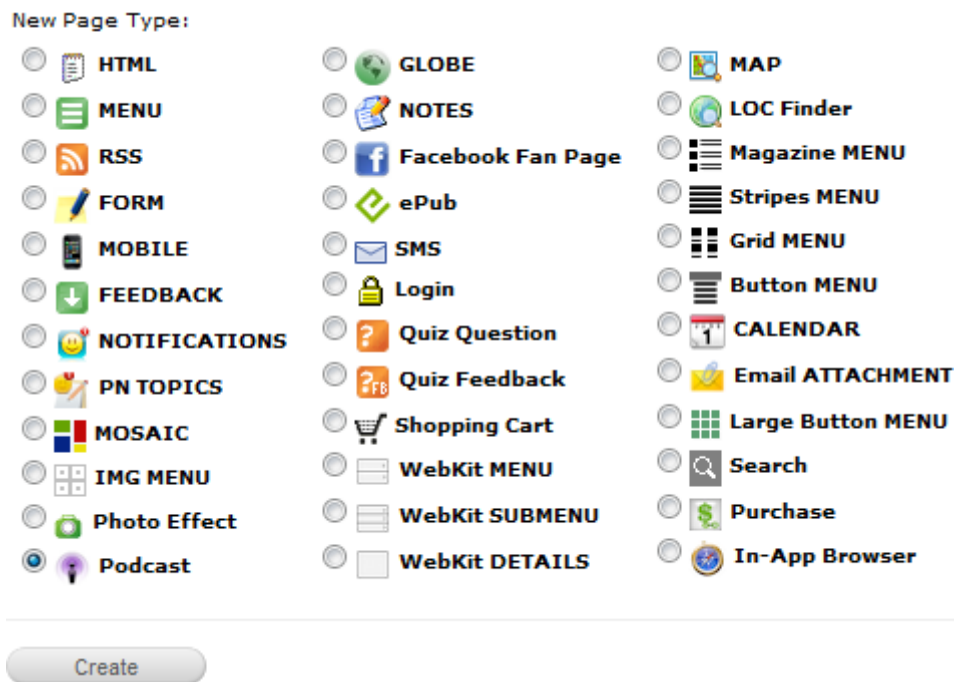 New Page Type:
HTML
GLOBE
MAP
MENU
NOTES
LOC Finder
RSS
Facebook Fan Page
Magazine MENU
FORM
ePub
Stripes MENU
MOBILE
SMS
Grid MENU
FEEDBACK
Login
Button MENU
NOTIFICATIONS
Quiz Question
CALENDAR
PN TOPICS
Quiz Feedback
Email ATTACHMENT
MOSAIC
Shopping Cart
Large Button MENU
IMG MENU
WebKit MENU
Search
Photo Effect
WebKit SUBMENU
Purchase
Podcast
WebKit DETAILS
In-App Browser
Create